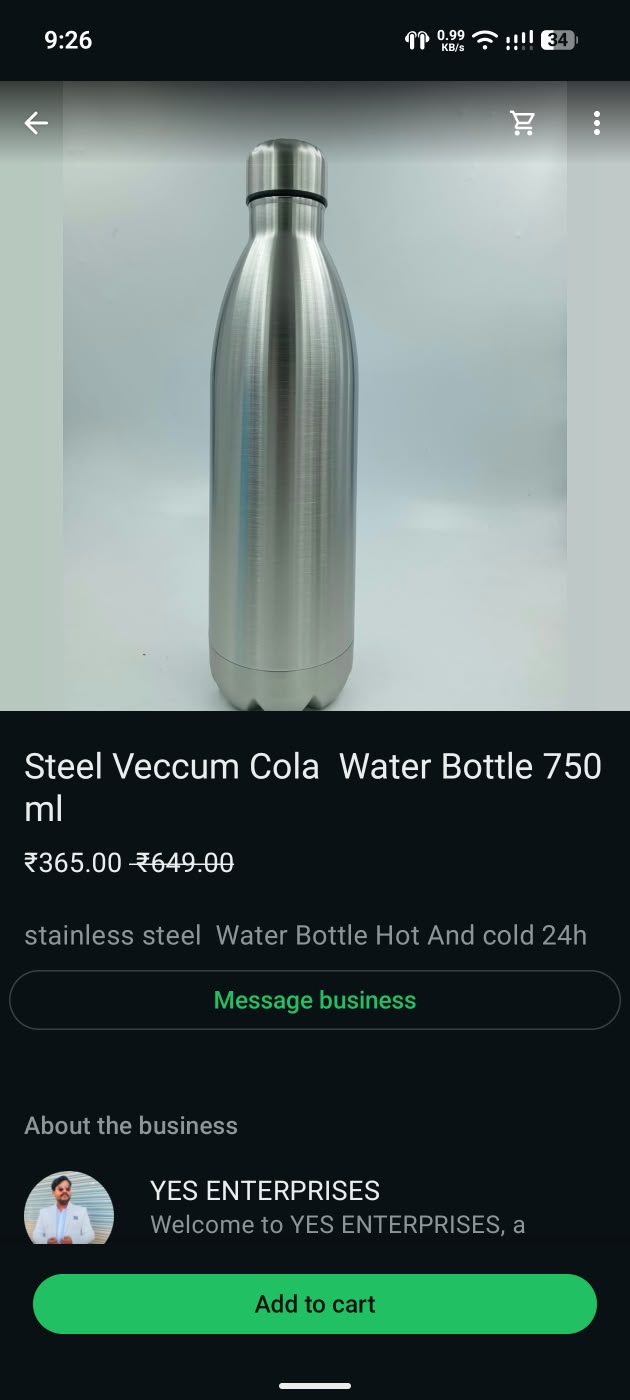 9:26
0.99
KB/s
34
Steel Veccum Cola  Water Bottle 750
ml
₹365.00 ₹649.00
stainless steel  Water Bottle Hot And cold 24h
Message business
About the business
YES ENTERPRISES
Welcome to YES ENTERPRISES, a
Add to cart